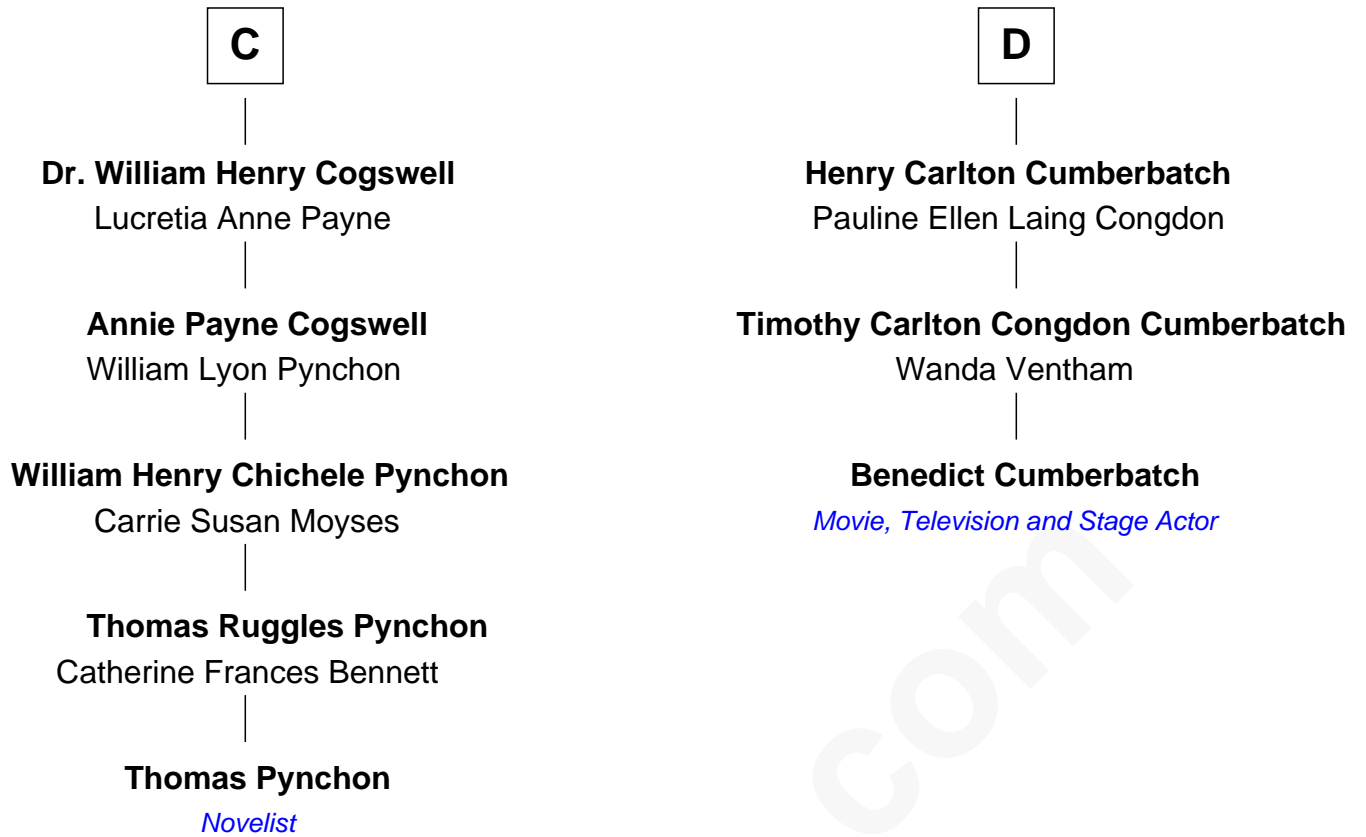 C
Dr. William Henry Cogswell
Lucretia Anne Payne
Annie Payne Cogswell
William Lyon Pynchon
William Henry Chichele Pynchon
Carrie Susan Moyses
Thomas Ruggles Pynchon
Catherine Frances Bennett
Thomas Pynchon
Novelist
D
Henry Carlton Cumberbatch
Pauline Ellen Laing Congdon
Timothy Carlton Congdon Cumberbatch
Wanda Ventham
Benedict Cumberbatch
Movie, Television and Stage Actor
com